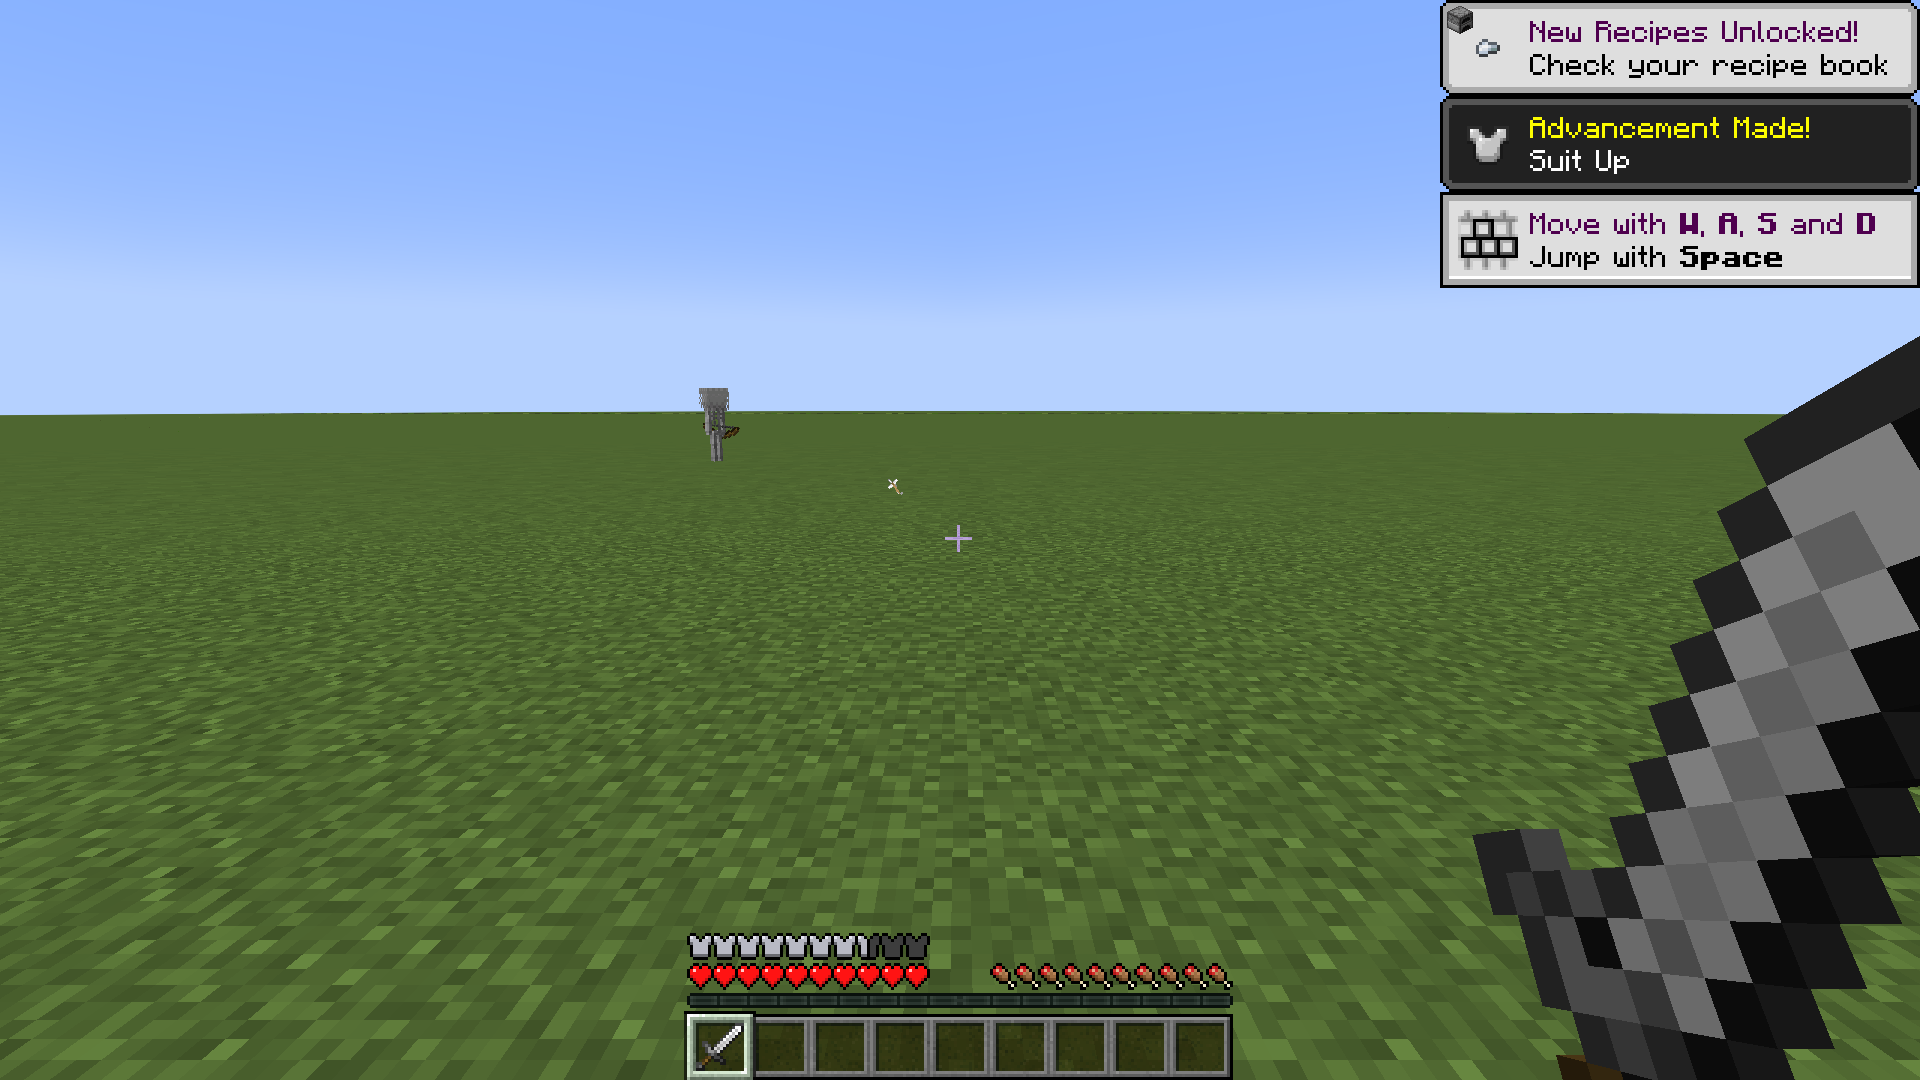 New Recipes Unlocked!
Check your recipe book
Advancement Made!
Suit Up
Move with W, A, S and D
Jump with Space